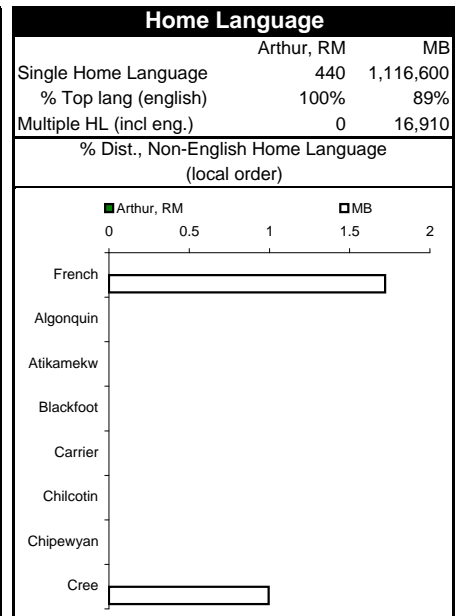 Home Language
Arthur, RM MB
Single Home Language 440 1,116,600
% Top lang (english) 100% 89%
Multiple HL (incl eng.) 0 16,910
% Dist., Non-English Home Language
(local order)
Arthur, RM MB
0 0.5 1 1.5 2
French
Algonquin
Atikamekw
Blackfoot
Carrier
Chilcotin
Chipewyan
Cree